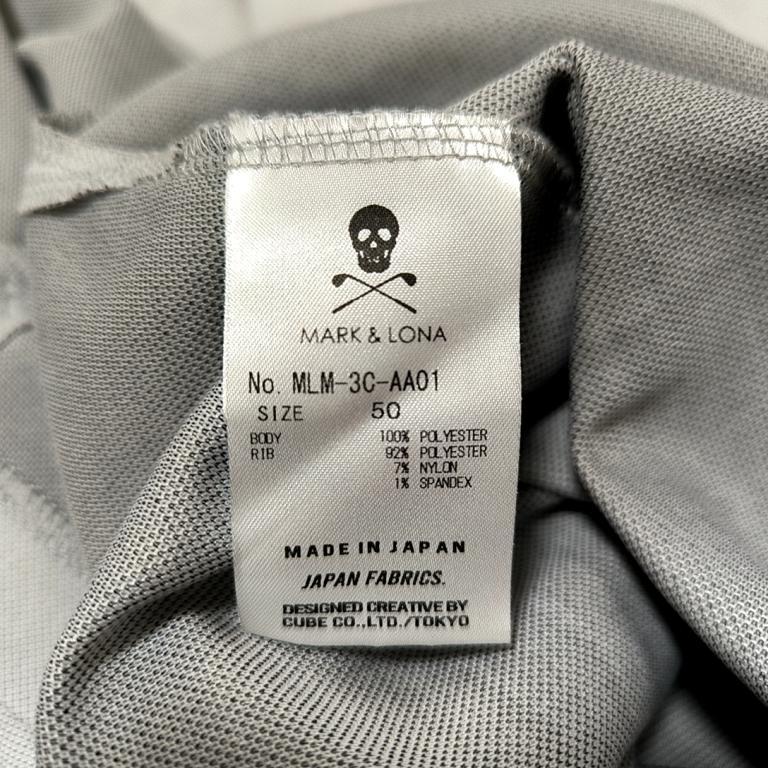 MARK & LONA
No. MLM-3C-AA01
SIZE 50
BODY 100% POLYESTER
RIB 92% POLYESTER
7% NYLON
1% SPANDEX
MADE IN JAPAN
JAPAN FABRICS.
DESIGNED CREATIVE BY
CUBE CO.,LTD./TOKYO